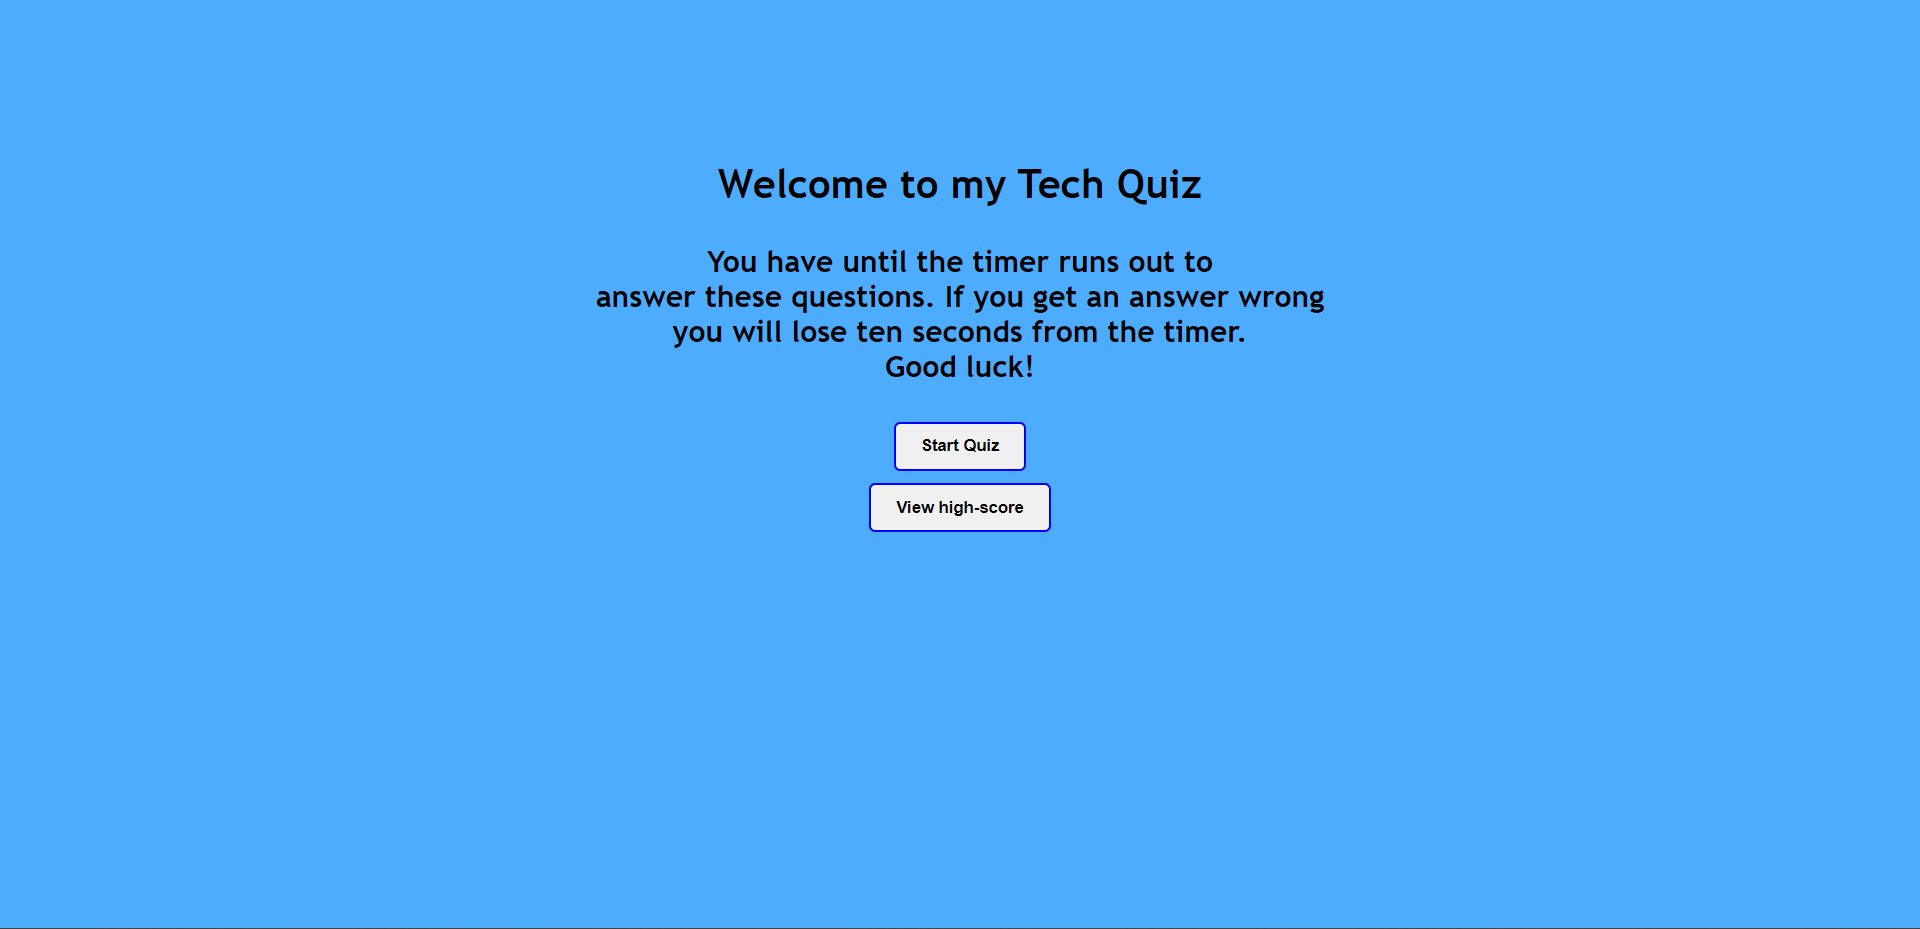 Welcome to my Tech Quiz
You have until the timer runs out to
answer these questions. If you get an answer wrong
you will lose ten seconds from the timer.
Good luck!
Start Quiz
View high-score